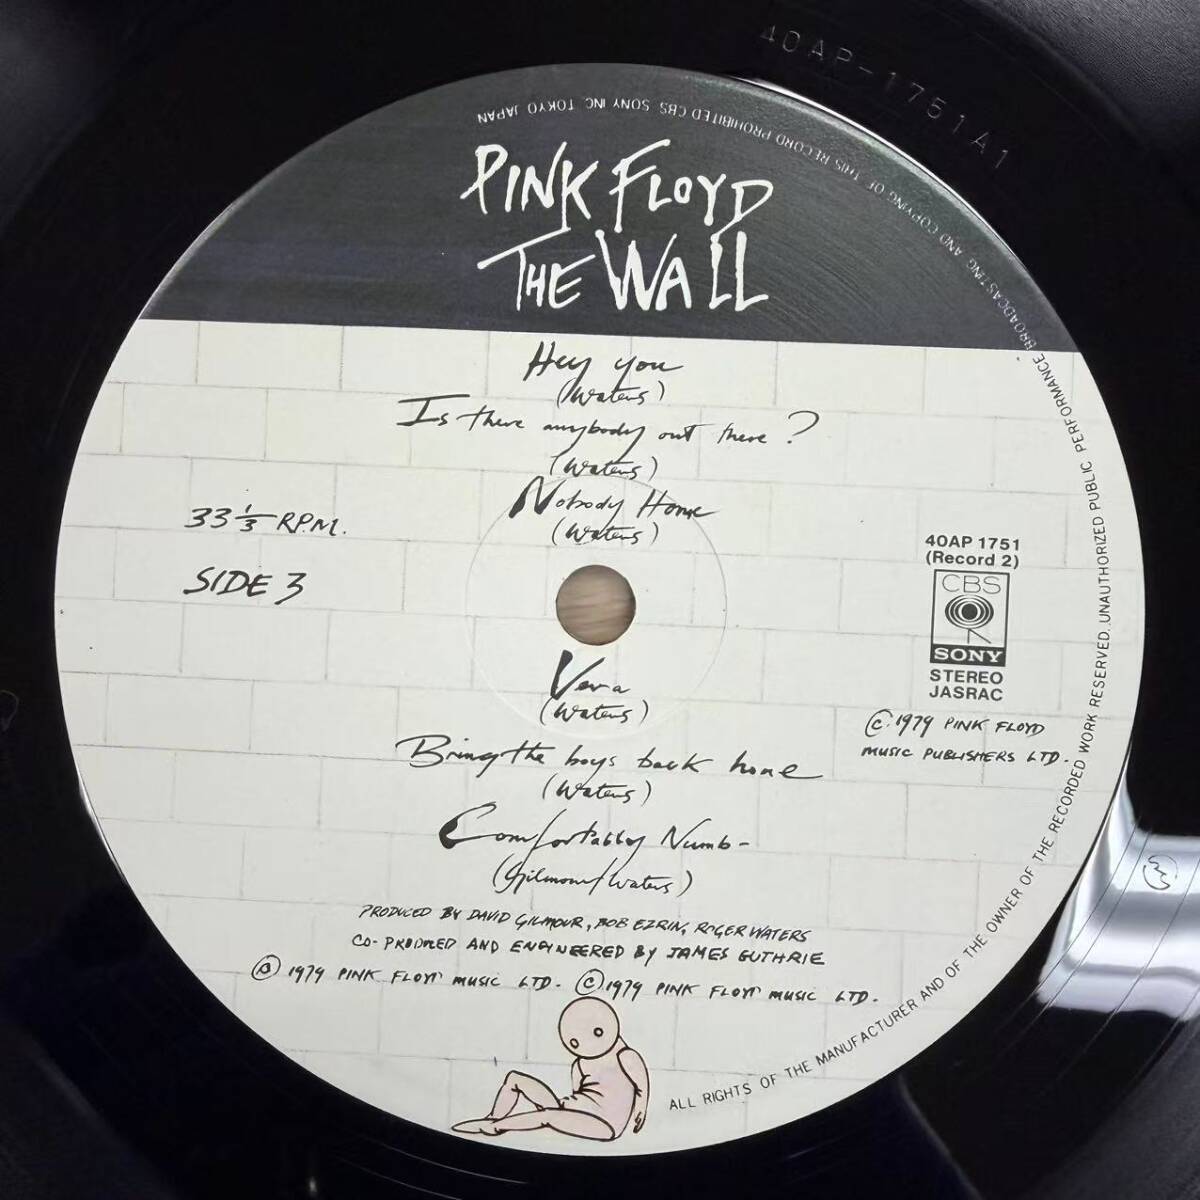 40AP-1751A1
BROADCASTING AND COPYING OF THIS RECORD PROHIBITED CBS SONY INC. TOKYO JAPAN
PINK FLOYD
THE WALL
Hey you
(Waters)
Is there anybody out there?
(Waters)
Nobody Home
(Waters)
33 1/3 R.P.M.
SIDE 3
40AP 1751
(Record 2)
CBS
SONY
STEREO
JASRAC
Ⓒ 1979 PINK FLOYD
MUSIC PUBLISHERS LTD.
Vera
(Waters)
Bring the boys back home
(Waters)
Comfortably Numb-
(Gilmour/Waters)
PRODUCED BY DAVID GILMOUR, BOB EZRIN, ROGER WATERS
CO-PRODUCED AND ENGINEERED BY JAMES GUTHRIE
Ⓟ 1979 PINK FLOYD MUSIC LTD. Ⓒ 1979 PINK FLOYD MUSIC LTD.
ALL RIGHTS OF THE MANUFACTURER AND OF THE OWNER OF THE RECORDED WORK RESERVED. UNAUTHORIZED PUBLIC PERFORMANCE